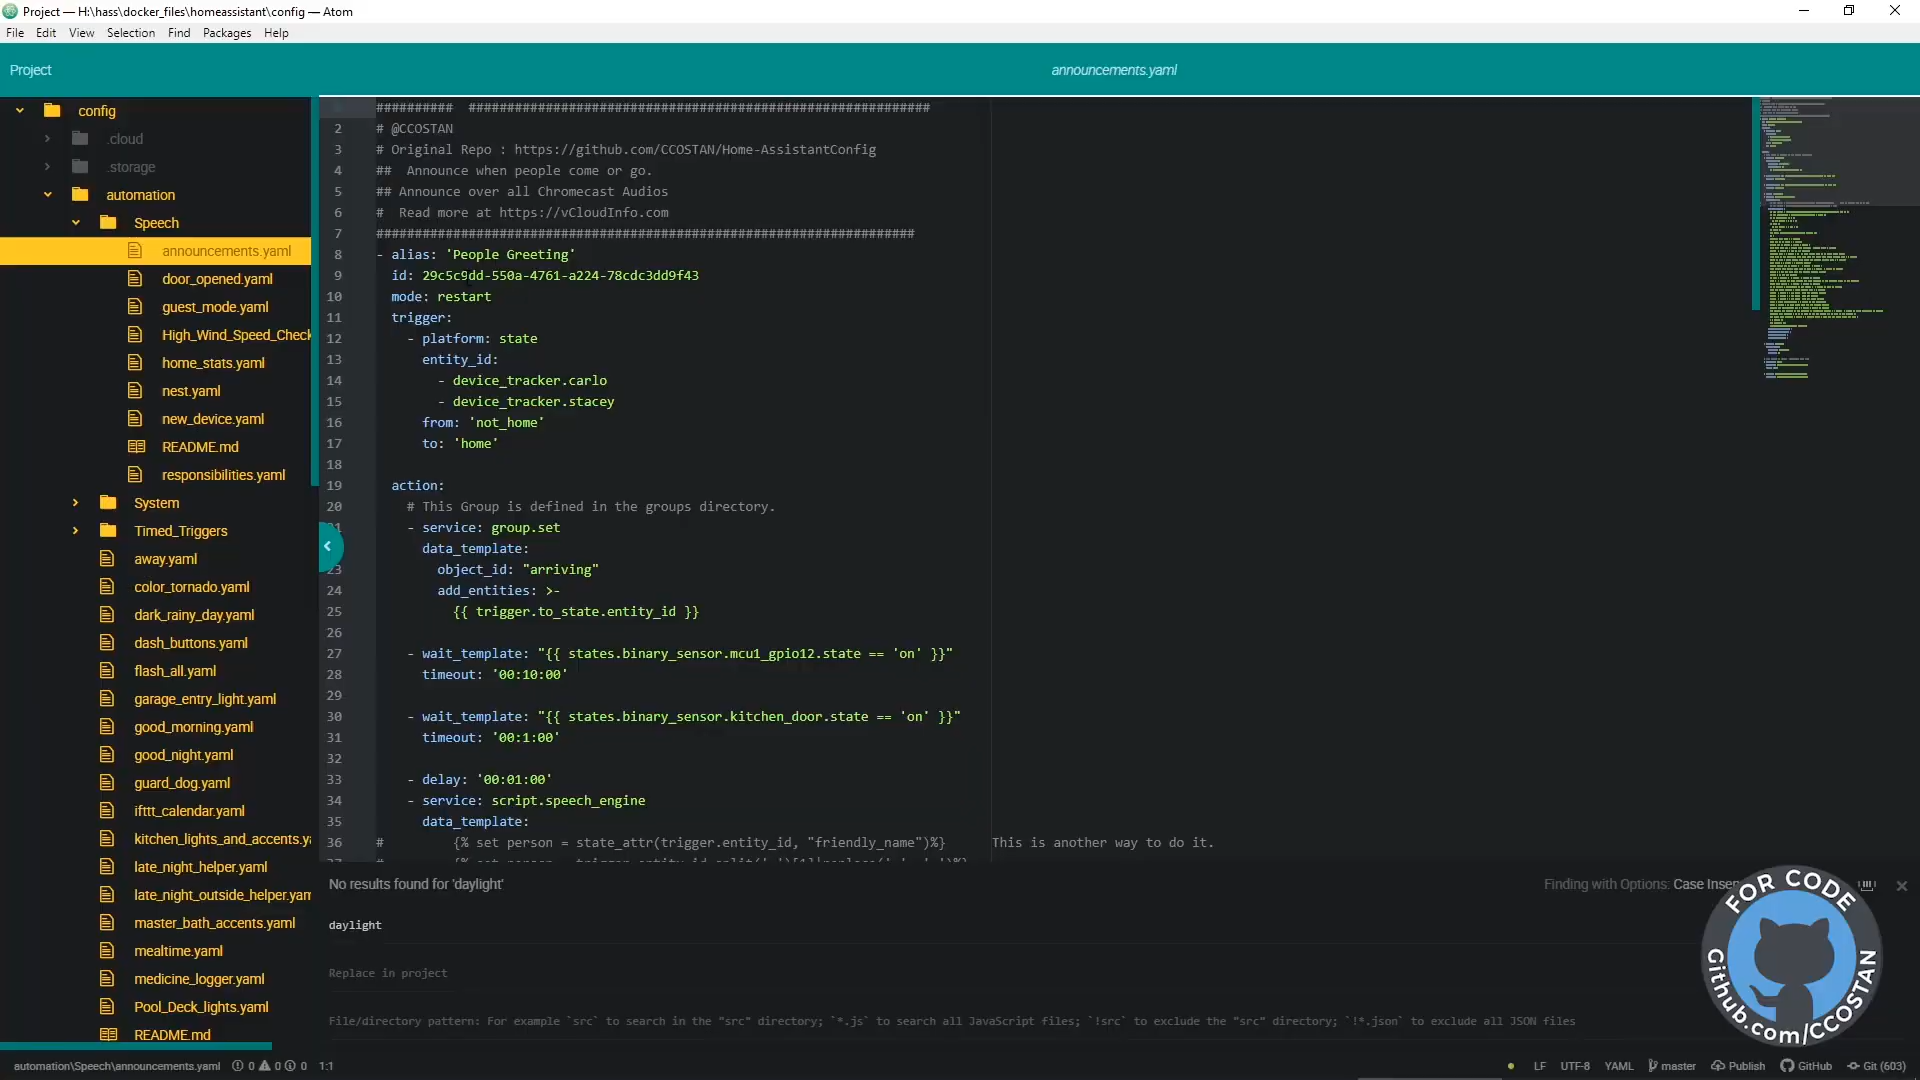 Project — H:\hass\docker_files\homeassistant\config — Atom
File Edit View Selection Find Packages Help
Project
announcements.yaml
config
.cloud
.storage
automation
Speech
announcements.yaml
door_opened.yaml
guest_mode.yaml
High_Wind_Speed_Check
home_stats.yaml
nest.yaml
new_device.yaml
README.md
responsibilities.yaml
System
Timed_Triggers
away.yaml
color_tornado.yaml
dark_rainy_day.yaml
dash_buttons.yaml
flash_all.yaml
garage_entry_light.yaml
good_morning.yaml
good_night.yaml
guard_dog.yaml
ifttt_calendar.yaml
kitchen_lights_and_accents.ya
late_night_helper.yaml
late_night_outside_helper.yam
master_bath_accents.yaml
mealtime.yaml
medicine_logger.yaml
Pool_Deck_lights.yaml
README.md
########## ############################################################
2 # @CCOSTAN
3 # Original Repo : https://github.com/CCOSTAN/Home-AssistantConfig
4 ## Announce when people come or go.
5 ## Announce over all Chromecast Audios
6 # Read more at https://vCloudInfo.com
7 ######################################################################
8 - alias: 'People Greeting'
9 id: 29c5c9dd-550a-4761-a224-78cdc3dd9f43
10 mode: restart
11 trigger:
12 - platform: state
13 entity_id:
14 - device_tracker.carlo
15 - device_tracker.stacey
16 from: 'not_home'
17 to: 'home'
18
19 action:
20 # This Group is defined in the groups directory.
21 - service: group.set
data_template:
23 object_id: "arriving"
24 add_entities: >-
25 {{ trigger.to_state.entity_id }}
26
27 - wait_template: "{{ states.binary_sensor.mcu1_gpio12.state == 'on' }}"
28 timeout: '00:10:00'
29
30 - wait_template: "{{ states.binary_sensor.kitchen_door.state == 'on' }}"
31 timeout: '00:1:00'
32
33 - delay: '00:01:00'
34 - service: script.speech_engine
35 data_template:
36 # {% set person = state_attr(trigger.entity_id, "friendly_name")%} This is another way to do it.
No results found for 'daylight'
Finding with Options: Case Inser
daylight
Replace in project
File/directory pattern: For example `src` to search in the "src" directory; `*.js` to search all JavaScript files; `!src` to exclude the "src" directory; `!*.json` to exclude all JSON files
FOR CODE
Github.com/CCOSTAN
automation\Speech\announcements.yaml 0 0 0 1:1
LF UTF-8 YAML master Publish GitHub Git (603)